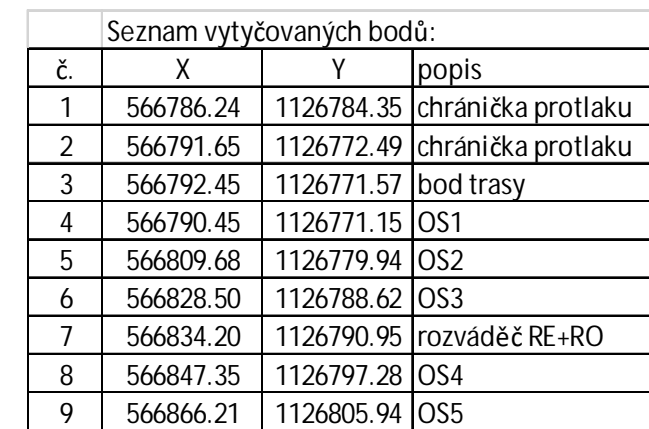 Seznam vytyčovaných bodů:
č. X Y popis
1 566786.24 1126784.35 chránička protlaku
2 566791.65 1126772.49 chránička protlaku
3 566792.45 1126771.57 bod trasy
4 566790.45 1126771.15 OS1
5 566809.68 1126779.94 OS2
6 566828.50 1126788.62 OS3
7 566834.20 1126790.95 rozváděč RE+RO
8 566847.35 1126797.28 OS4
9 566866.21 1126805.94 OS5